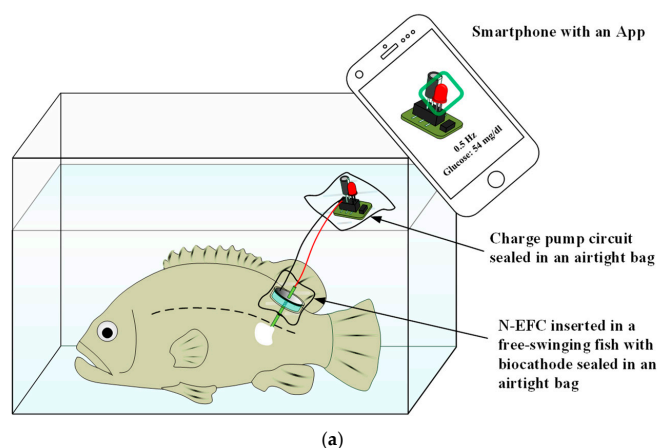 Smartphone with an App
0.5 Hz
Glucose: 54 mg/dl
Charge pump circuit
sealed in an airtight bag
N-EFC inserted in a
free-swinging fish with
biocathode sealed in an
airtight bag
(a)